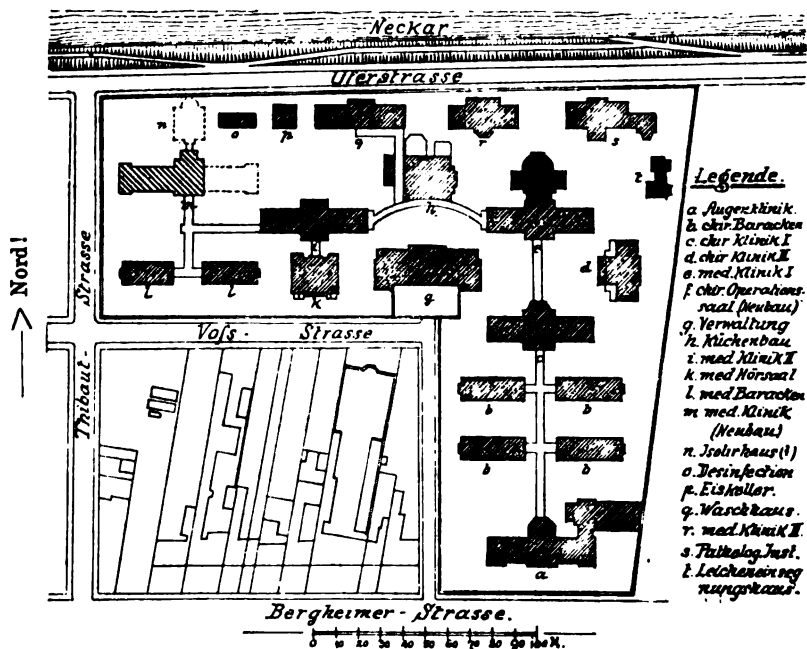 Neckar
Uferstrasse
n
o
p
q
r
s
t
m
h
i
l
l
k
g
d
c
b
b
b
b
a
Voſs - Strasse
Thibaut - Strasse
Nord!
Bergheimer - Strasse.
0 10 20 30 40 50 60 70 80 90 100 M.
Legende.
a Augenklinik.
b. chir. Baracken
c. chir Klinik I
d. chir Klinik II
e. med. Klinik I
f. chir. Operations-
saal (Neubau)
g. Verwaltung
h. Küchenbau
i. med Klinik II
k. med Hörsaal
l. med Baracken
m med. Klinik
(Neubau)
n. Isolirhaus (?)
o. Desinfection
p. Eiskeller.
q. Waschhaus.
r. med Klinik III.
s. Patholog. Inst.
t. Leicheneinseg
nungshaus.